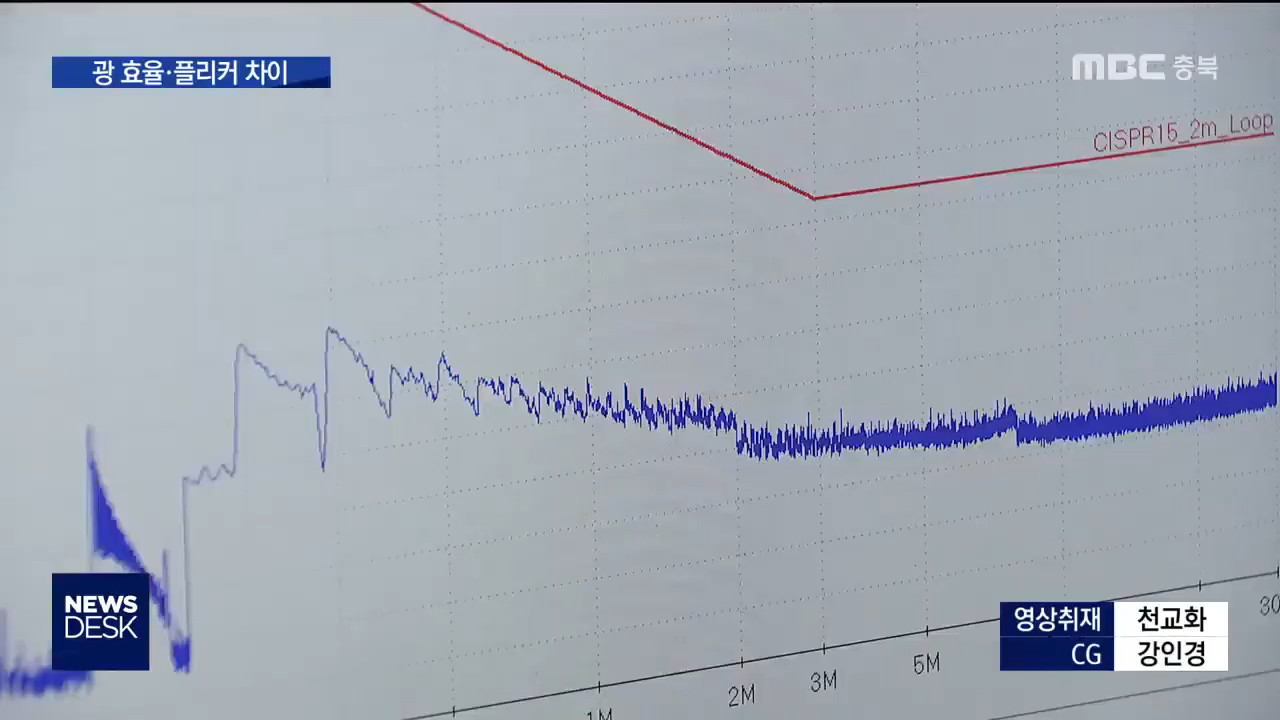 광 효율·플리커 차이
MBC 충북
CISPR15_2m_Loop
NEWS
DESK
영상취재 천교화
CG 강인경
1M
2M
3M
5M
30